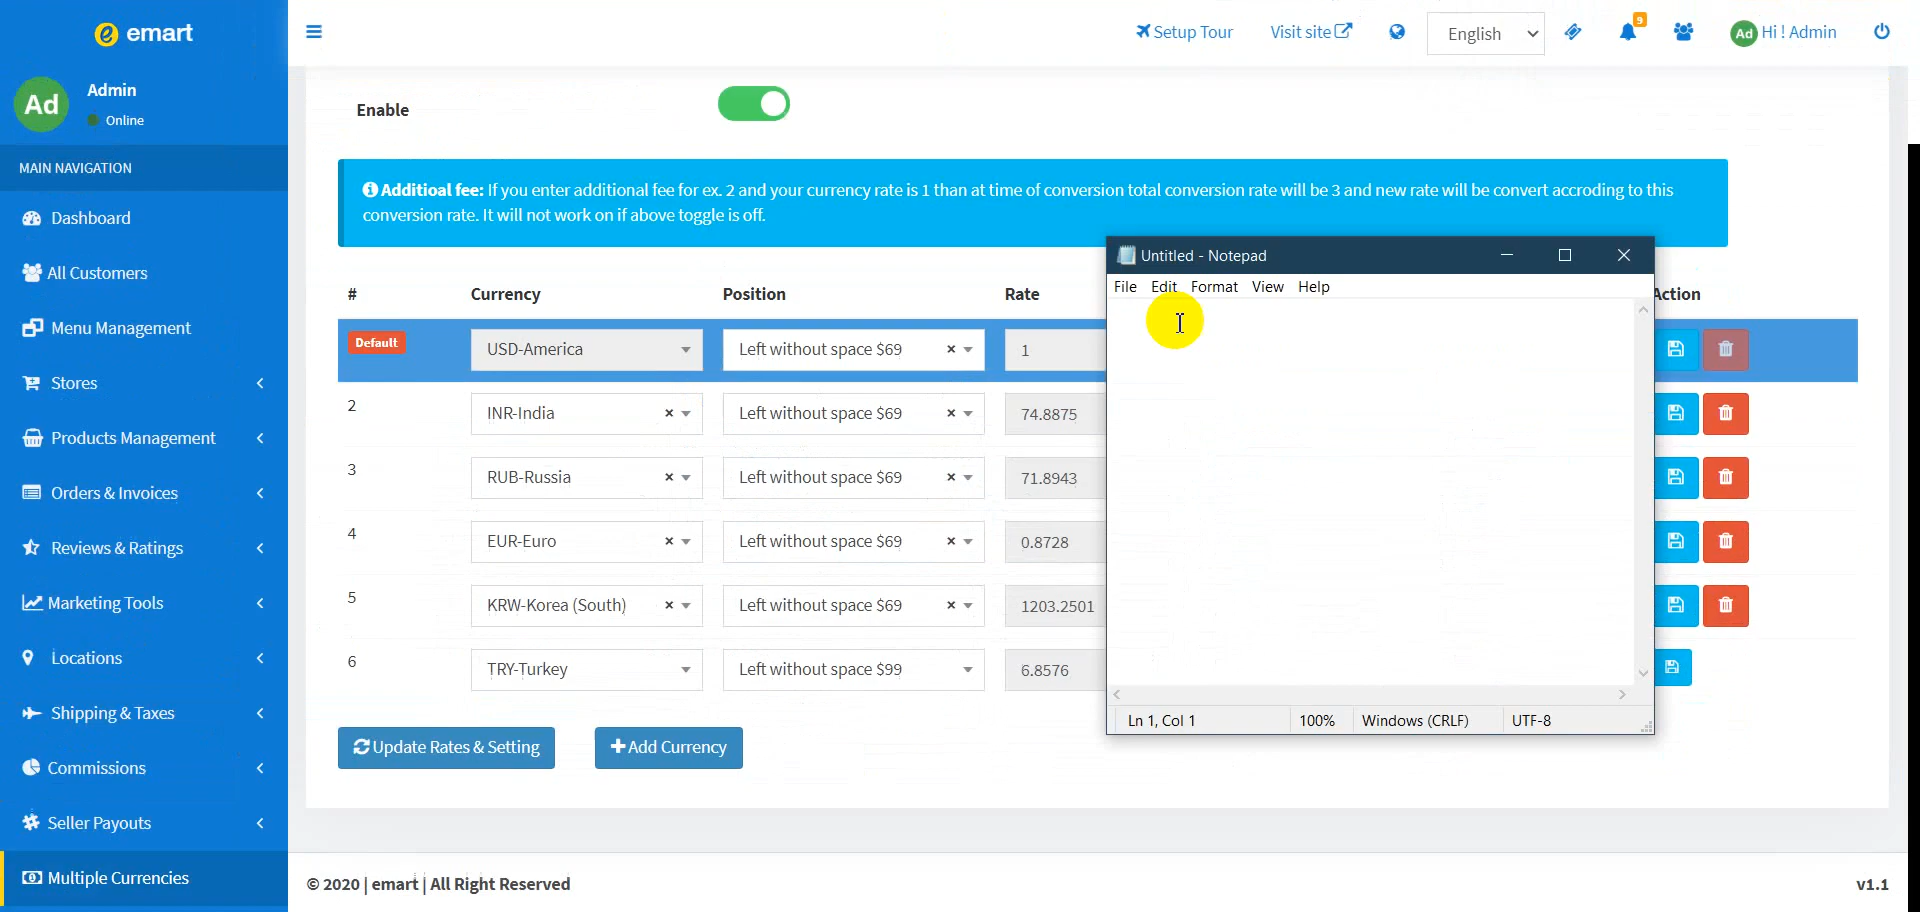 emart
Setup Tour
Visit site
English
9
Ad
Hi ! Admin
Ad
Admin
Online
MAIN NAVIGATION
Dashboard
All Customers
Menu Management
Stores
Products Management
Orders & Invoices
Reviews & Ratings
Marketing Tools
Locations
Shipping & Taxes
Commissions
Seller Payouts
Multiple Currencies
Enable
Additioal fee: If you enter additional fee for ex. 2 and your currency rate is 1 than at time of conversion total conversion rate will be 3 and new rate will be convert accroding to this
conversion rate. It will not work on if above toggle is off.
# Currency Position Rate Action
Default USD-America Left without space $69 1
2 INR-India Left without space $69 74.8875
3 RUB-Russia Left without space $69 71.8943
4 EUR-Euro Left without space $69 0.8728
5 KRW-Korea (South) Left without space $69 1203.2501
6 TRY-Turkey Left without space $99 6.8576
Update Rates & Setting
Add Currency
Untitled - Notepad
File Edit Format View Help
Ln 1, Col 1 100% Windows (CRLF) UTF-8
© 2020 | emart | All Right Reserved
v1.1